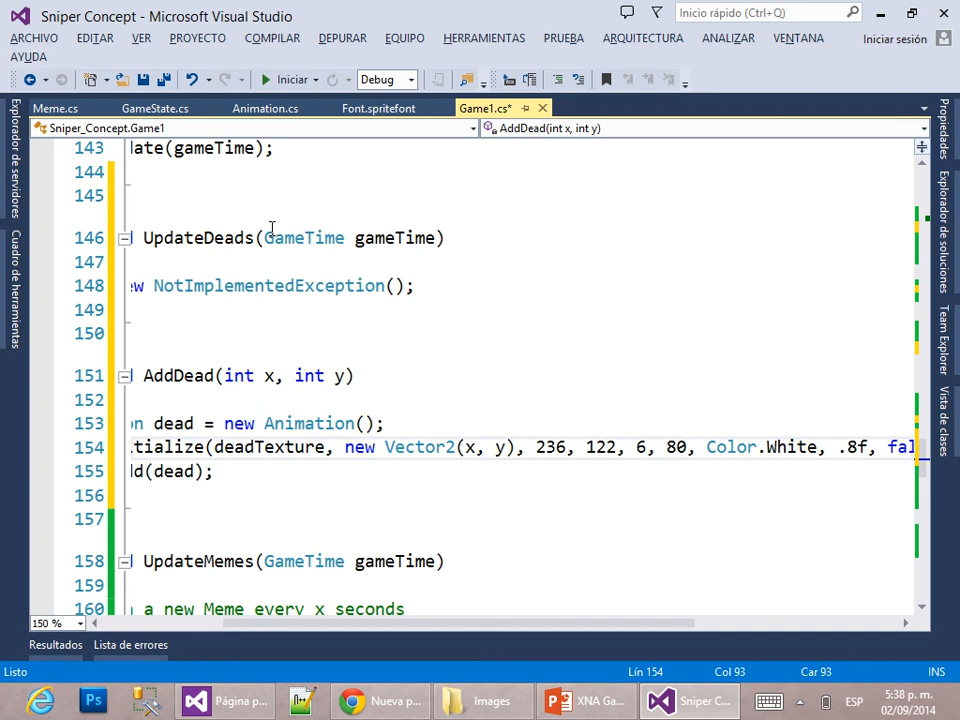 Sniper Concept - Microsoft Visual Studio
Inicio rápido (Ctrl+Q)
ARCHIVO EDITAR VER PROYECTO COMPILAR DEPURAR EQUIPO HERRAMIENTAS PRUEBA ARQUITECTURA ANALIZAR VENTANA Iniciar sesión
AYUDA
Iniciar Debug
Meme.cs GameState.cs Animation.cs Font.spritefont Game1.cs*
Sniper_Concept.Game1 AddDead(int x, int y)
143 date(gameTime);
144
145
146 UpdateDeads(GameTime gameTime)
147
148 ew NotImplementedException();
149
150
151 AddDead(int x, int y)
152
153 on dead = new Animation();
154 tialize(deadTexture, new Vector2(x, y), 236, 122, 6, 80, Color.White, .8f, fal
155 dd(dead);
156
157
158 UpdateMemes(GameTime gameTime)
159
160 a new Meme every x seconds
150 %
Explorador de servidores
Cuadro de herramientas
Propiedades
Explorador de soluciones
Team Explorer
Vista de clases
Resultados Lista de errores
Listo Lín 154 Col 93 Car 93 INS
Ps Página p... Nueva p... Images XNA Ga... Sniper C... ESP 5:38 p. m.
02/09/2014